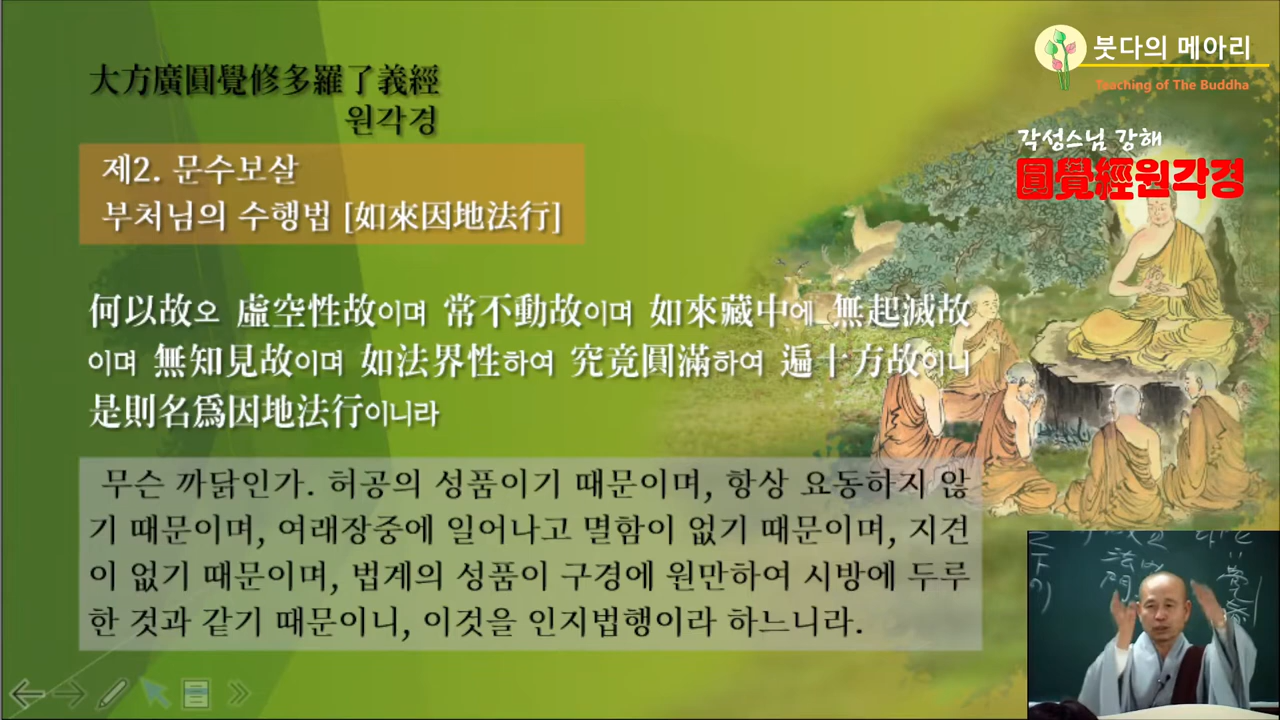 大方廣圓覺修多羅了義經
원각경
제2. 문수보살
부처님의 수행법 [如來因地法行]
何以故오 虛空性故이며 常不動故이며 如來藏中에 無起滅故
이며 無知見故이며 如法界性하여 究竟圓滿하여 遍十方故이니
是則名爲因地法行이니라
무슨 까닭인가. 허공의 성품이기 때문이며, 항상 요동하지 않
기 때문이며, 여래장중에 일어나고 멸함이 없기 때문이며, 지견
이 없기 때문이며, 법계의 성품이 구경에 원만하여 시방에 두루
한 것과 같기 때문이니, 이것을 인지법행이라 하느니라.
붓다의 메아리
Teaching of The Buddha
각성스님 강해
圓覺經원각경
法
門